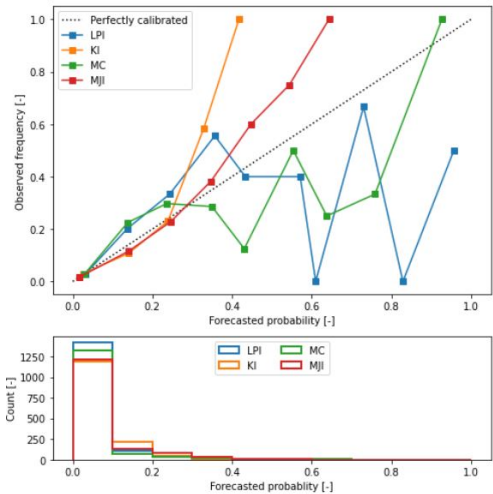 Perfectly calibrated
LPI
KI
MC
MJI
Observed frequency [-]
1.0
0.8
0.6
0.4
0.2
0.0
0.0 0.2 0.4 0.6 0.8 1.0
Forecasted probability [-]
LPI MC
KI MJI
Count [-]
1250
1000
750
500
250
0
0.0 0.2 0.4 0.6 0.8 1.0
Forecasted probablity [-]